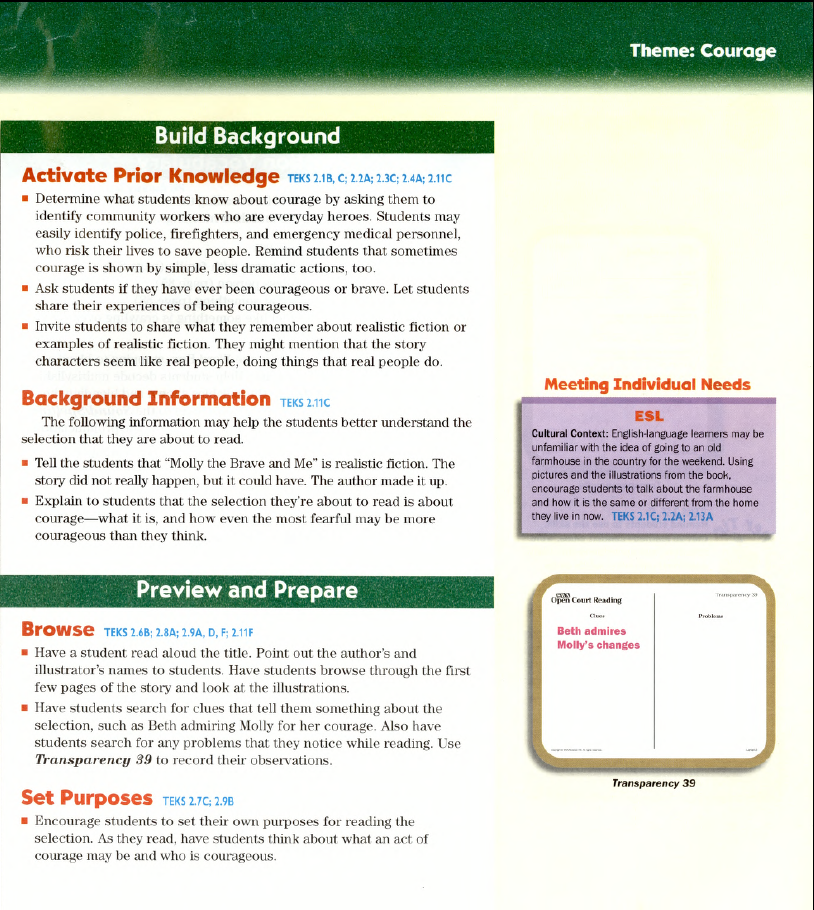 Theme: Courage
Build Background
Activate Prior Knowledge TEKS 2.1B, C; 2.2A; 2.3C; 2.4A; 2.11C
■ Determine what students know about courage by asking them to
identify community workers who are everyday heroes. Students may
easily identify police, firefighters, and emergency medical personnel,
who risk their lives to save people. Remind students that sometimes
courage is shown by simple, less dramatic actions, too.
■ Ask students if they have ever been courageous or brave. Let students
share their experiences of being courageous.
■ Invite students to share what they remember about realistic fiction or
examples of realistic fiction. They might mention that the story
characters seem like real people, doing things that real people do.
Background Information TEKS 2.11C
The following information may help the students better understand the
selection that they are about to read.
■ Tell the students that “Molly the Brave and Me” is realistic fiction. The
story did not really happen, but it could have. The author made it up.
■ Explain to students that the selection they're about to read is about
courage—what it is, and how even the most fearful may be more
courageous than they think.
Preview and Prepare
Browse TEKS 2.6B; 2.8A; 2.9A, D, F; 2.11F
■ Have a student read aloud the title. Point out the author's and
illustrator's names to students. Have students browse through the first
few pages of the story and look at the illustrations.
■ Have students search for clues that tell them something about the
selection, such as Beth admiring Molly for her courage. Also have
students search for any problems that they notice while reading. Use
Transparency 39 to record their observations.
Set Purposes TEKS 2.7C; 2.9B
■ Encourage students to set their own purposes for reading the
selection. As they read, have students think about what an act of
courage may be and who is courageous.
Meeting Individual Needs
ESL
Cultural Context: English-language learners may be
unfamiliar with the idea of going to an old
farmhouse in the country for the weekend. Using
pictures and the illustrations from the book,
encourage students to talk about the farmhouse
and how it is the same or different from the home
they live in now. TEKS 2.1C; 2.2A; 2.13A
Open Court Reading
Transparency 39
Clues
Problems
Beth admires
Molly's changes
Transparency 39